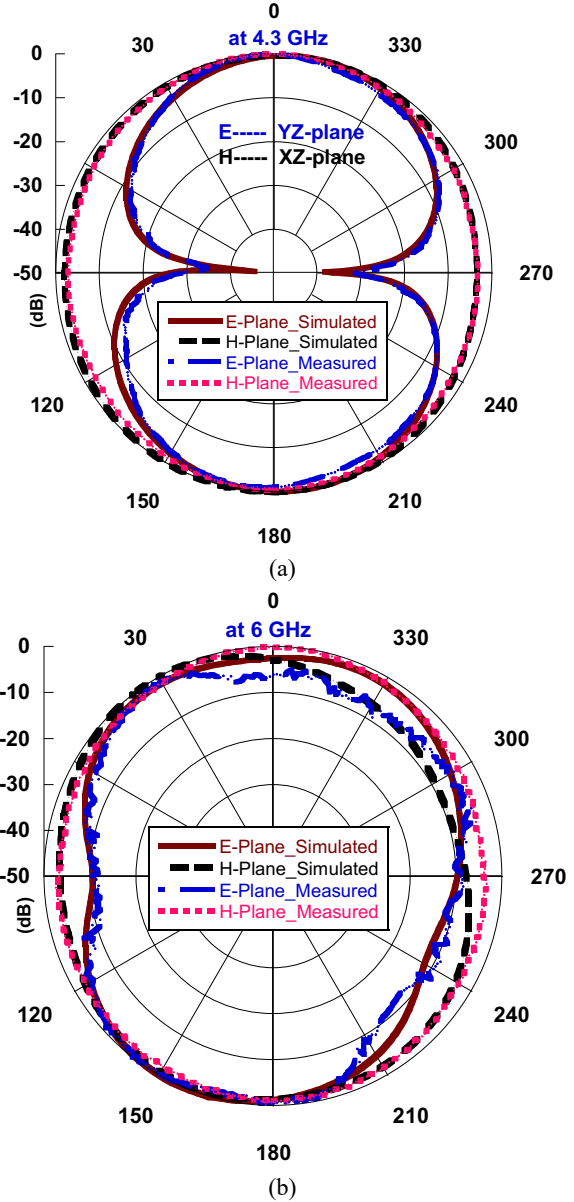 0
at 4.3 GHz
30
330
0
-10
-20
-30
-40
-50
(dB)
E----- YZ-plane
H----- XZ-plane
300
270
E-Plane_Simulated
H-Plane_Simulated
E-Plane_Measured
H-Plane_Measured
120
240
150
210
180
(a)
0
at 6 GHz
30
330
0
-10
-20
-30
-40
-50
(dB)
300
270
E-Plane_Simulated
H-Plane_Simulated
E-Plane_Measured
H-Plane_Measured
120
240
150
210
180
(b)